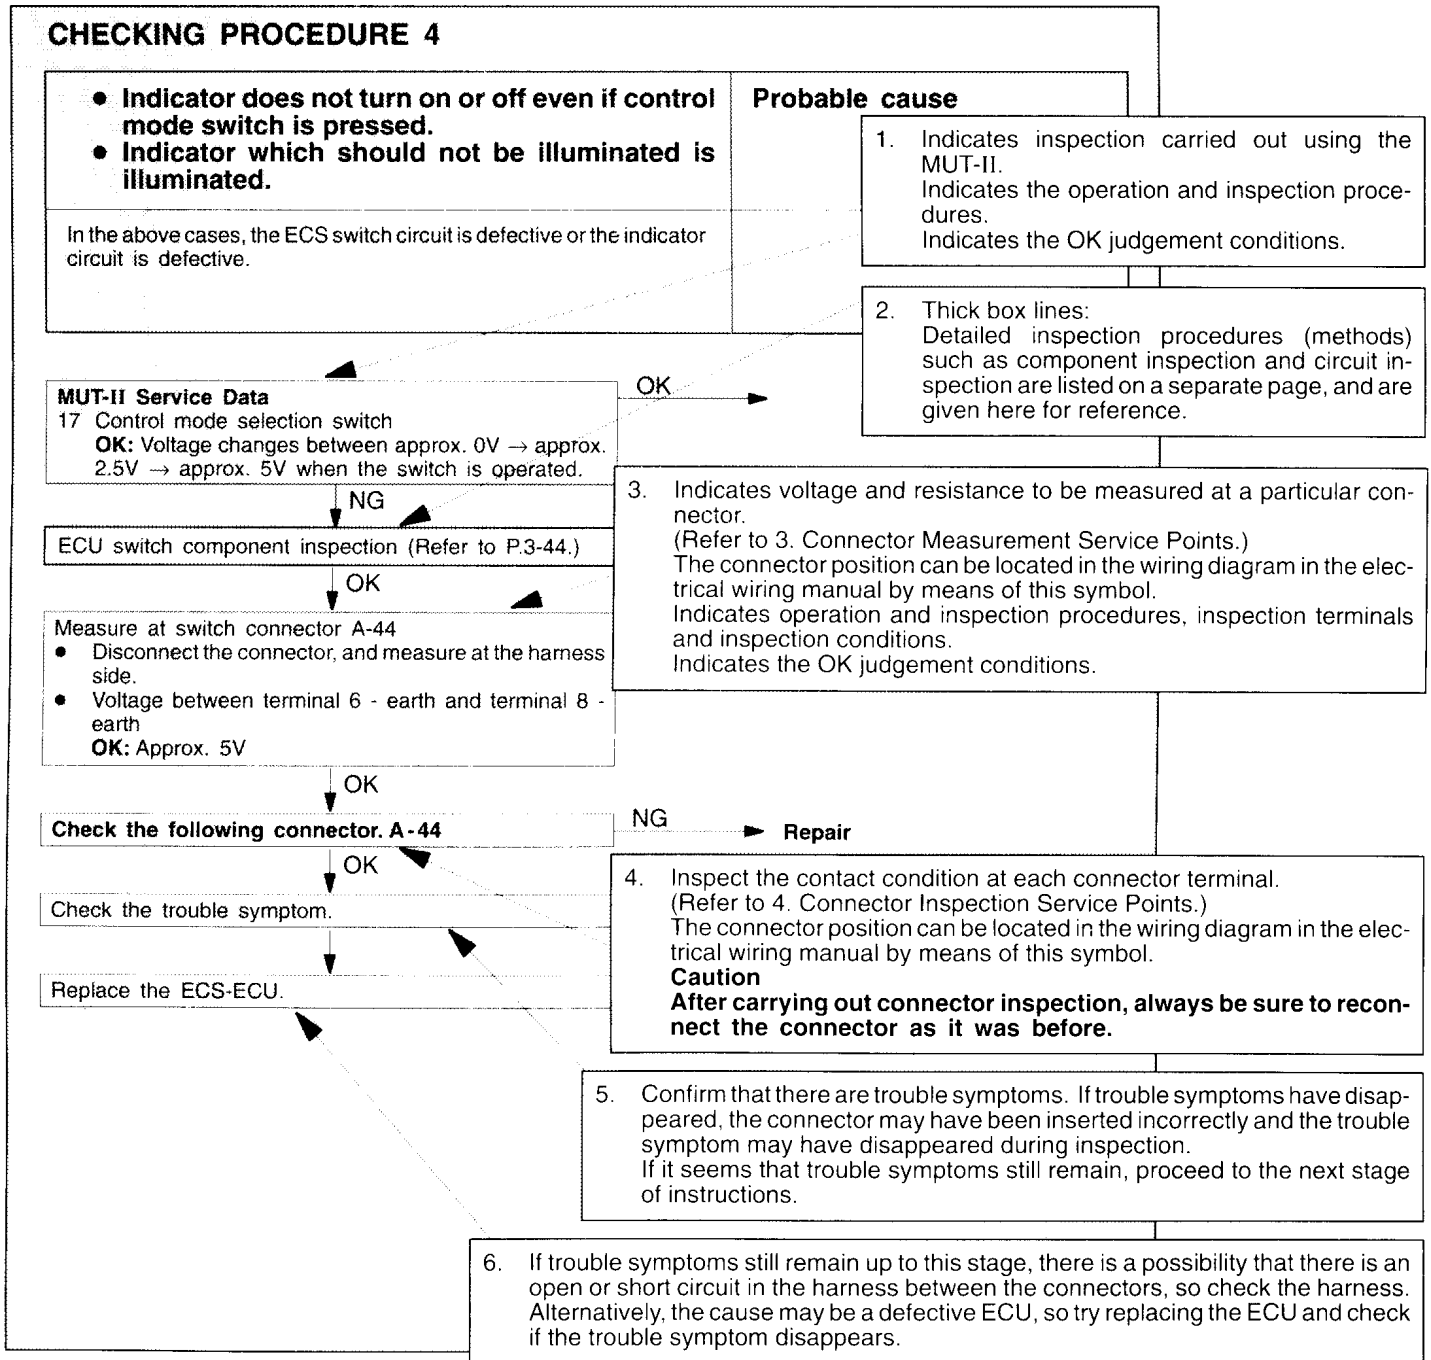 CHECKING PROCEDURE 4
● Indicator does not turn on or off even if control
mode switch is pressed.
● Indicator which should not be illuminated is
illuminated.
Probable cause
In the above cases, the ECS switch circuit is defective or the indicator
circuit is defective.
1. Indicates inspection carried out using the
MUT-II.
Indicates the operation and inspection proce-
dures.
Indicates the OK judgement conditions.
2. Thick box lines:
Detailed inspection procedures (methods)
such as component inspection and circuit in-
spection are listed on a separate page, and are
given here for reference.
MUT-II Service Data
17 Control mode selection switch
OK: Voltage changes between approx. 0V → approx.
2.5V → approx. 5V when the switch is operated.
OK
NG
3. Indicates voltage and resistance to be measured at a particular con-
nector.
(Refer to 3. Connector Measurement Service Points.)
The connector position can be located in the wiring diagram in the elec-
trical wiring manual by means of this symbol.
Indicates operation and inspection procedures, inspection terminals
and inspection conditions.
Indicates the OK judgement conditions.
ECU switch component inspection (Refer to P.3-44.)
OK
Measure at switch connector A-44
● Disconnect the connector, and measure at the harness
side.
● Voltage between terminal 6 - earth and terminal 8 -
earth
OK: Approx. 5V
OK
Check the following connector. A-44
NG
Repair
OK
4. Inspect the contact condition at each connector terminal.
(Refer to 4. Connector Inspection Service Points.)
The connector position can be located in the wiring diagram in the elec-
trical wiring manual by means of this symbol.
Caution
After carrying out connector inspection, always be sure to recon-
nect the connector as it was before.
Check the trouble symptom.
Replace the ECS-ECU.
5. Confirm that there are trouble symptoms. If trouble symptoms have disap-
peared, the connector may have been inserted incorrectly and the trouble
symptom may have disappeared during inspection.
If it seems that trouble symptoms still remain, proceed to the next stage
of instructions.
6. If trouble symptoms still remain up to this stage, there is a possibility that there is an
open or short circuit in the harness between the connectors, so check the harness.
Alternatively, the cause may be a defective ECU, so try replacing the ECU and check
if the trouble symptom disappears.